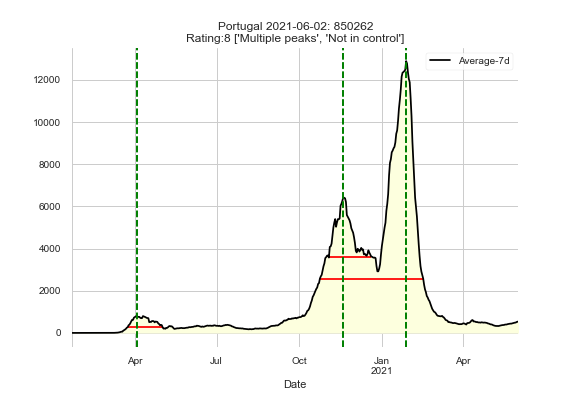 Portugal 2021-06-02: 850262
Rating:8 ['Multiple peaks', 'Not in control']
Average-7d
12000
10000
8000
6000
4000
2000
0
Apr Jul Oct Jan Apr
2021
Date